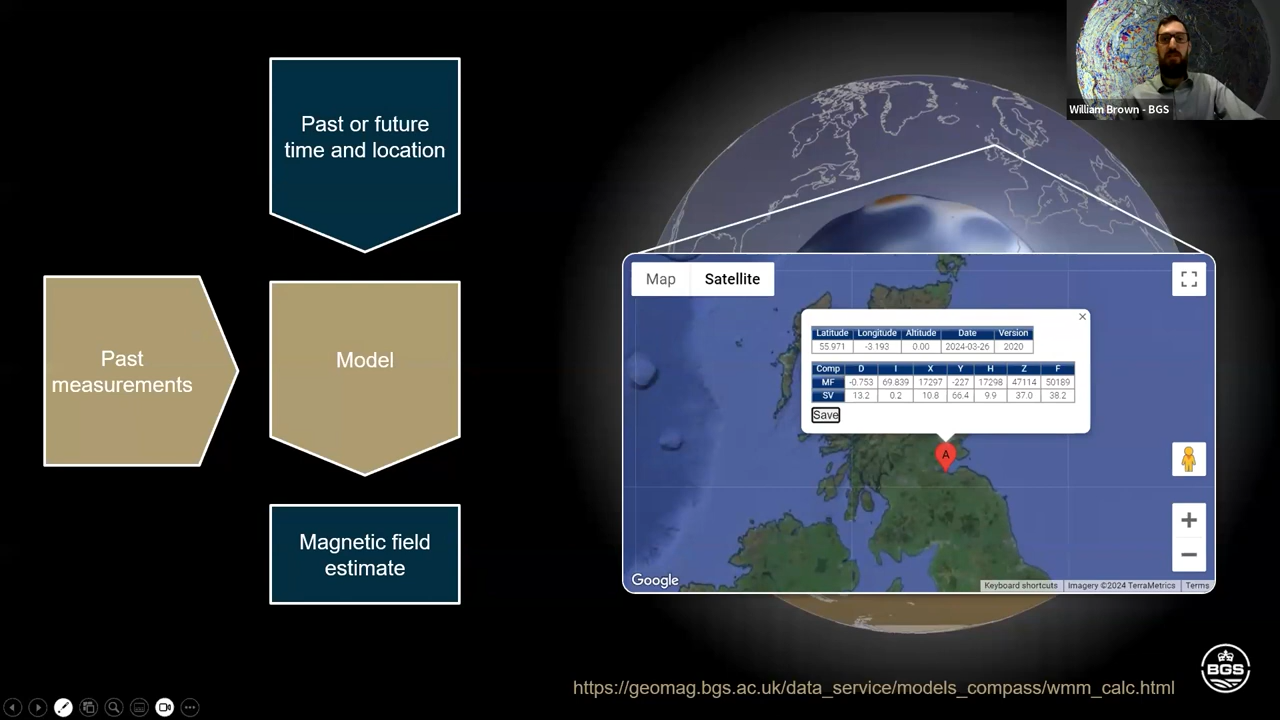 William Brown - BGS
Past or future
time and location
Past
measurements
Model
Magnetic field
estimate
Map
Satellite
Latitude Longitude Altitude Date Version
55.971 -3.193 0.00 2024-03-26 2020
Comp D I X Y H Z F
MF -0.753 69.839 17297 -227 17298 47114 50189
SV 13.2 0.2 10.8 66.4 9.9 37.0 38.2
Save
A
Google
Keyboard shortcuts
Imagery ©2024 TerraMetrics
Terms
BGS
https://geomag.bgs.ac.uk/data_service/models_compass/wmm_calc.html